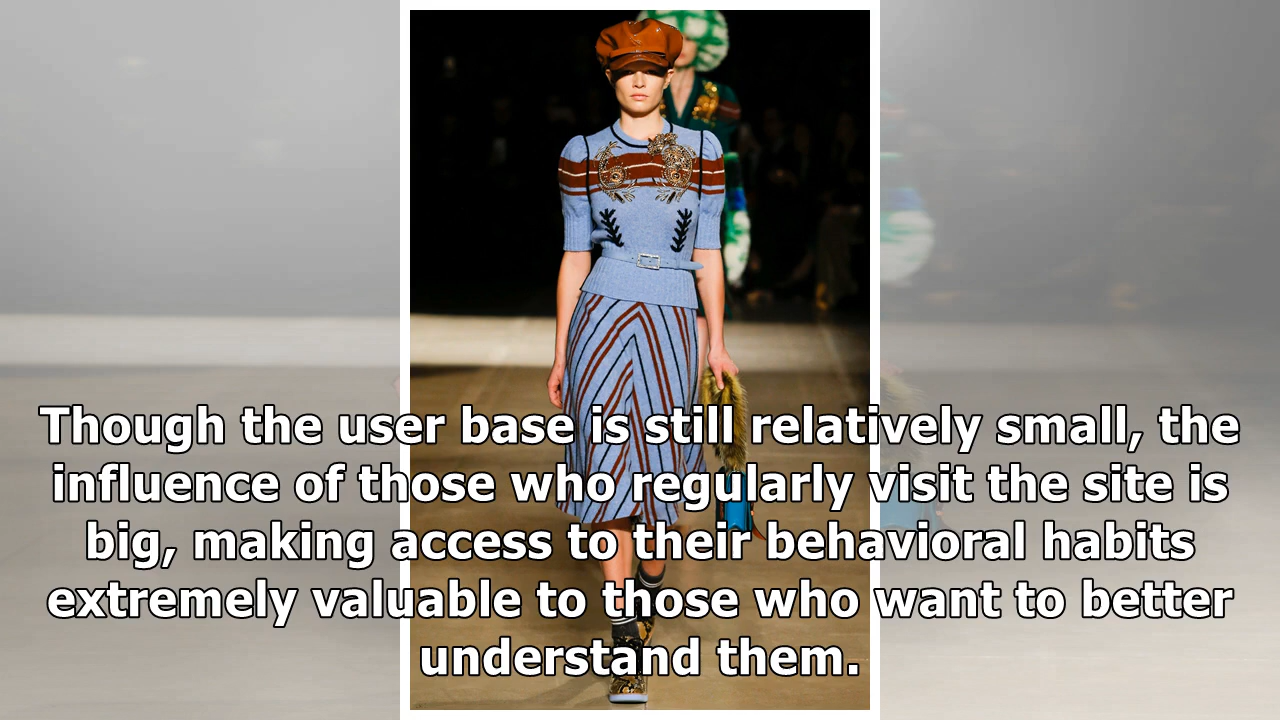 Though the user base is still relatively small, the
influence of those who regularly visit the site is
big, making access to their behavioral habits
extremely valuable to those who want to better
understand them.